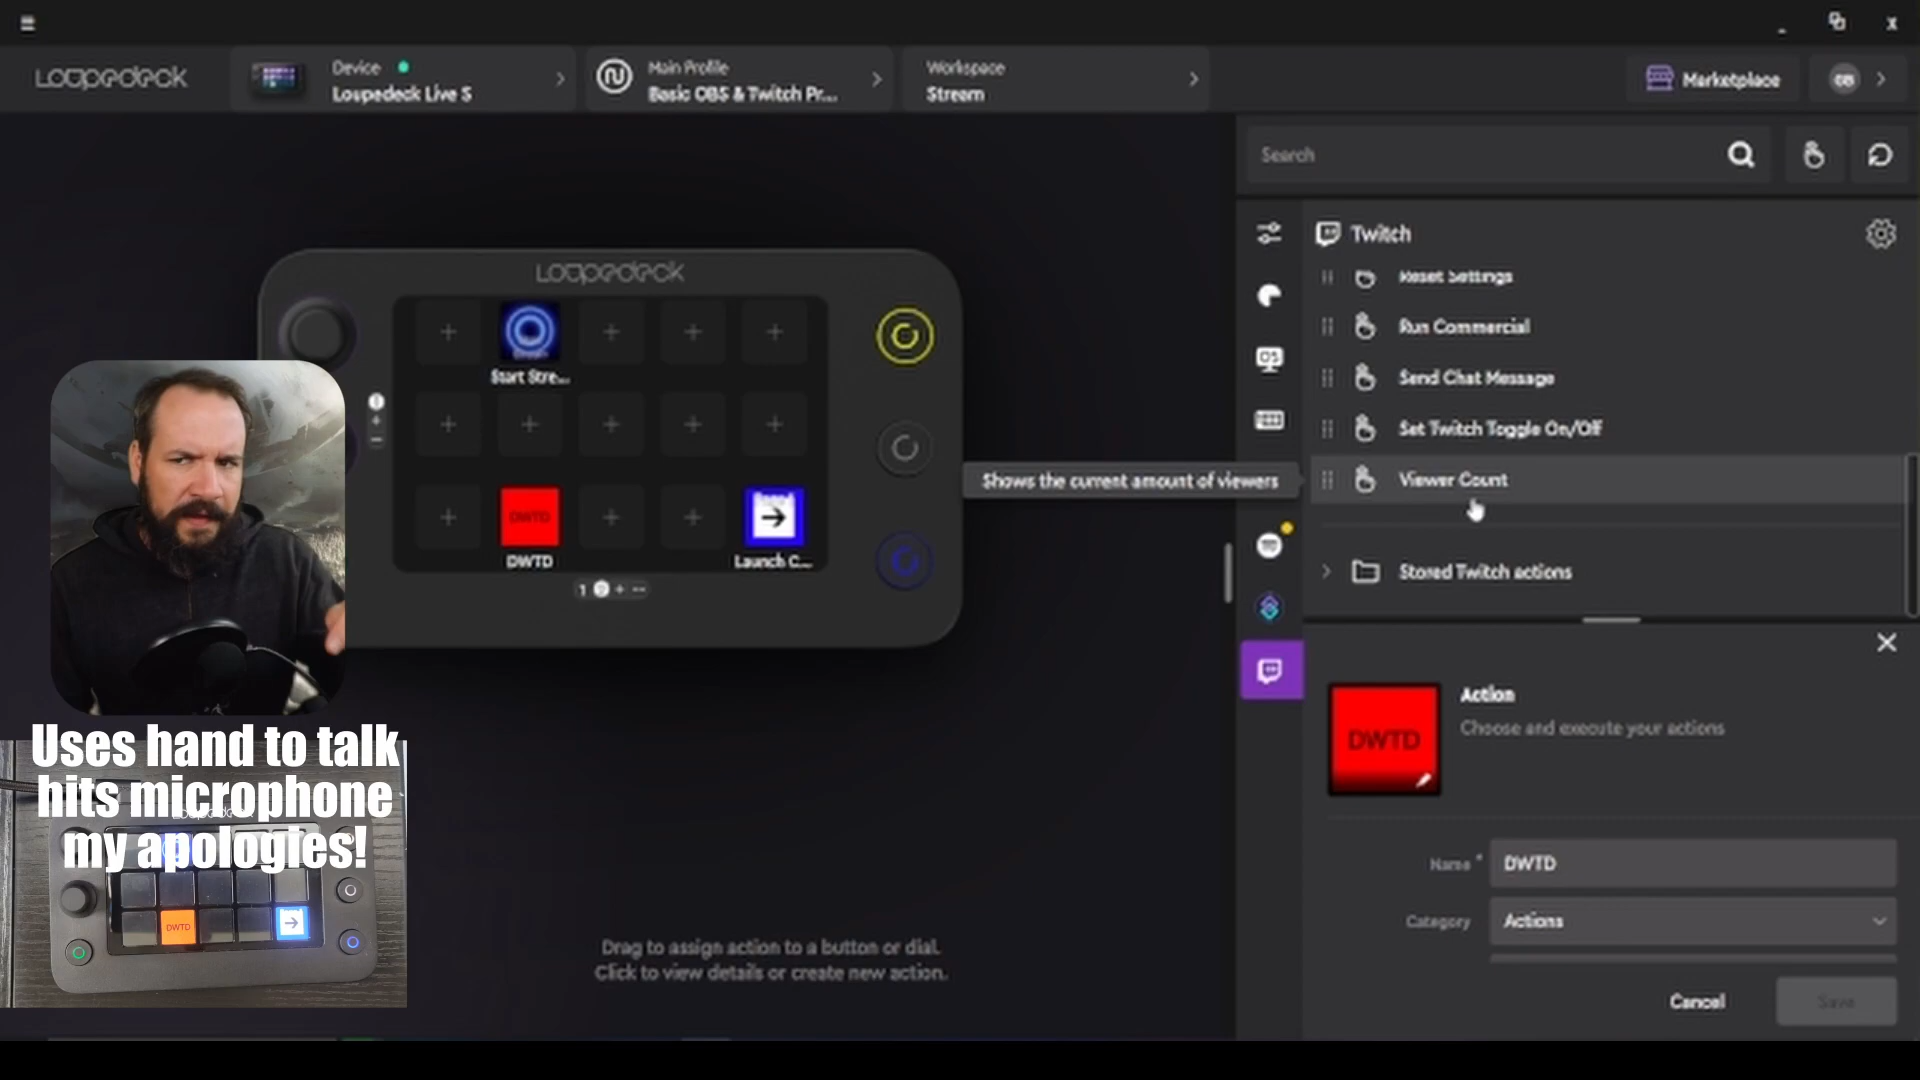 Loupedeck
Device
Loupedeck Live S
Main Profile
Basic OBS & Twitch Pr...
Workspace
Stream
Marketplace
GB
Search
Twitch
Reset Settings
Run Commercial
Send Chat Message
Set Twitch Toggle On/Off
Viewer Count
Shows the current amount of viewers
Stored Twitch actions
Loupedeck
Start Stre...
DWTD
DWTD
Launch C...
1
Action
Choose and execute your actions
DWTD
Name *
DWTD
Category
Actions
Cancel
Save
Drag to assign action to a button or dial.
Click to view details or create new action.
Uses hand to talk
hits microphone
my apologies!
DWTD